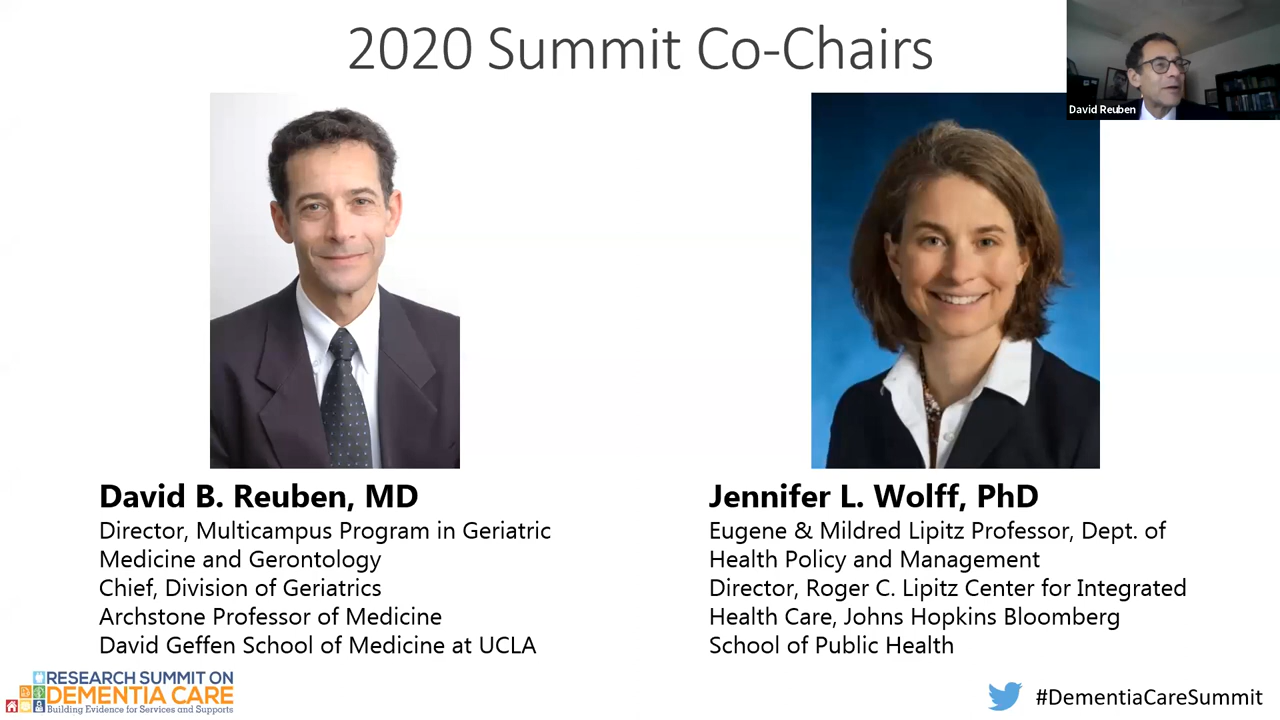 2020 Summit Co-Chairs
David Reuben
David B. Reuben, MD
Director, Multicampus Program in Geriatric
Medicine and Gerontology
Chief, Division of Geriatrics
Archstone Professor of Medicine
David Geffen School of Medicine at UCLA
Jennifer L. Wolff, PhD
Eugene & Mildred Lipitz Professor, Dept. of
Health Policy and Management
Director, Roger C. Lipitz Center for Integrated
Health Care, Johns Hopkins Bloomberg
School of Public Health
RESEARCH SUMMIT ON
DEMENTIA CARE
Building Evidence for Services and Supports
#DementiaCareSummit